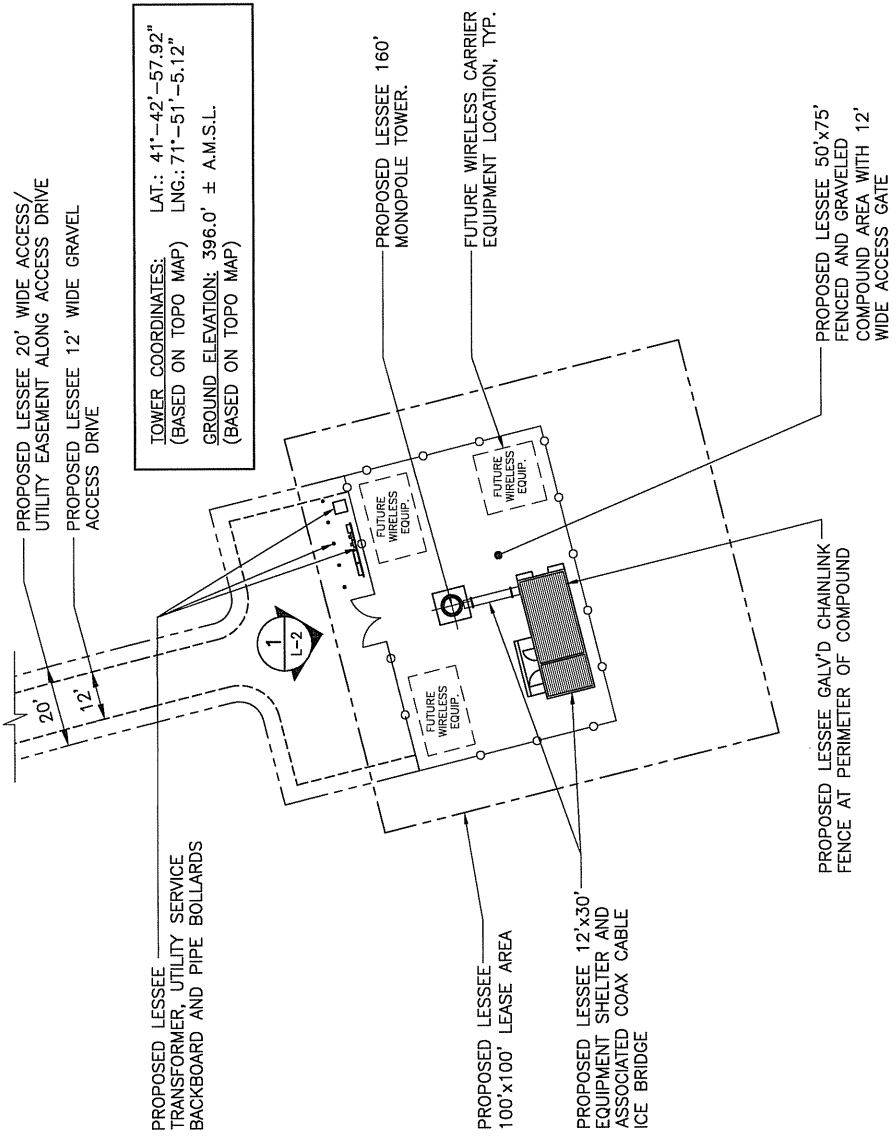 PROPOSED LESSEE 20' WIDE ACCESS/
UTILITY EASEMENT ALONG ACCESS DRIVE
PROPOSED LESSEE 12' WIDE GRAVEL
ACCESS DRIVE
TOWER COORDINATES: LAT.: 41°-42'-57.92"
(BASED ON TOPO MAP) LNG.: 71°-51'-5.12"
GROUND ELEVATION: 396.0' ± A.M.S.L.
(BASED ON TOPO MAP)
20'
12'
PROPOSED LESSEE
TRANSFORMER, UTILITY SERVICE
BACKBOARD AND PIPE BOLLARDS
1
L-2
PROPOSED LESSEE 160'
MONOPOLE TOWER.
FUTURE WIRELESS CARRIER
EQUIPMENT LOCATION, TYP.
FUTURE
WIRELESS
EQUIP.
FUTURE
WIRELESS
EQUIP.
FUTURE
WIRELESS
EQUIP.
PROPOSED LESSEE
100'x100' LEASE AREA
PROPOSED LESSEE 12'x30'
EQUIPMENT SHELTER AND
ASSOCIATED COAX CABLE
ICE BRIDGE
PROPOSED LESSEE 50'x75'
FENCED AND GRAVELED
COMPOUND AREA WITH 12'
WIDE ACCESS GATE
PROPOSED LESSEE GALV'D CHAINLINK
FENCE AT PERIMETER OF COMPOUND